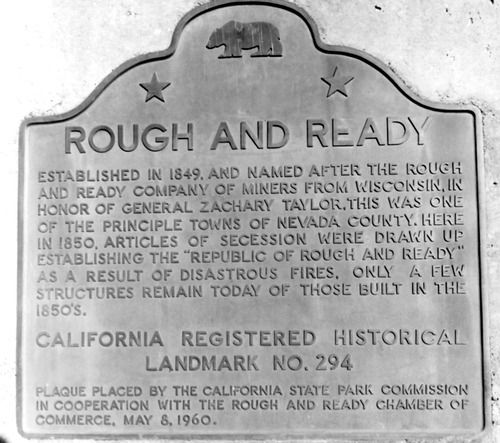 ROUGH AND READY
ESTABLISHED IN 1849, AND NAMED AFTER THE ROUGH
AND READY COMPANY OF MINERS FROM WISCONSIN, IN
HONOR OF GENERAL ZACHARY TAYLOR. THIS WAS ONE
OF THE PRINCIPLE TOWNS OF NEVADA COUNTY. HERE
IN 1850, ARTICLES OF SECESSION WERE DRAWN UP
ESTABLISHING THE "REPUBLIC OF ROUGH AND READY"
AS A RESULT OF DISASTROUS FIRES, ONLY A FEW
STRUCTURES REMAIN TODAY OF THOSE BUILT IN THE
1850'S.
CALIFORNIA REGISTERED HISTORICAL
LANDMARK NO. 294
PLAQUE PLACED BY THE CALIFORNIA STATE PARK COMMISSION
IN COOPERATION WITH THE ROUGH AND READY CHAMBER OF
COMMERCE, MAY 8, 1960.